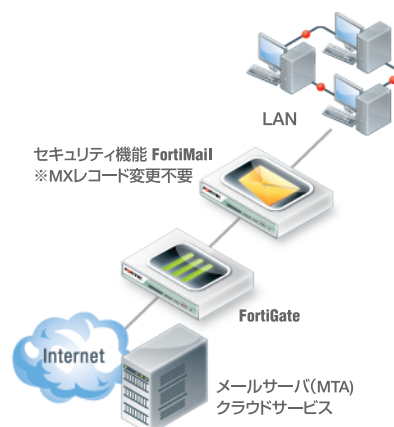 LAN
セキュリティ機能 FortiMail
※MXレコード変更不要
FortiGate
Internet
メールサーバ(MTA)
クラウドサービス